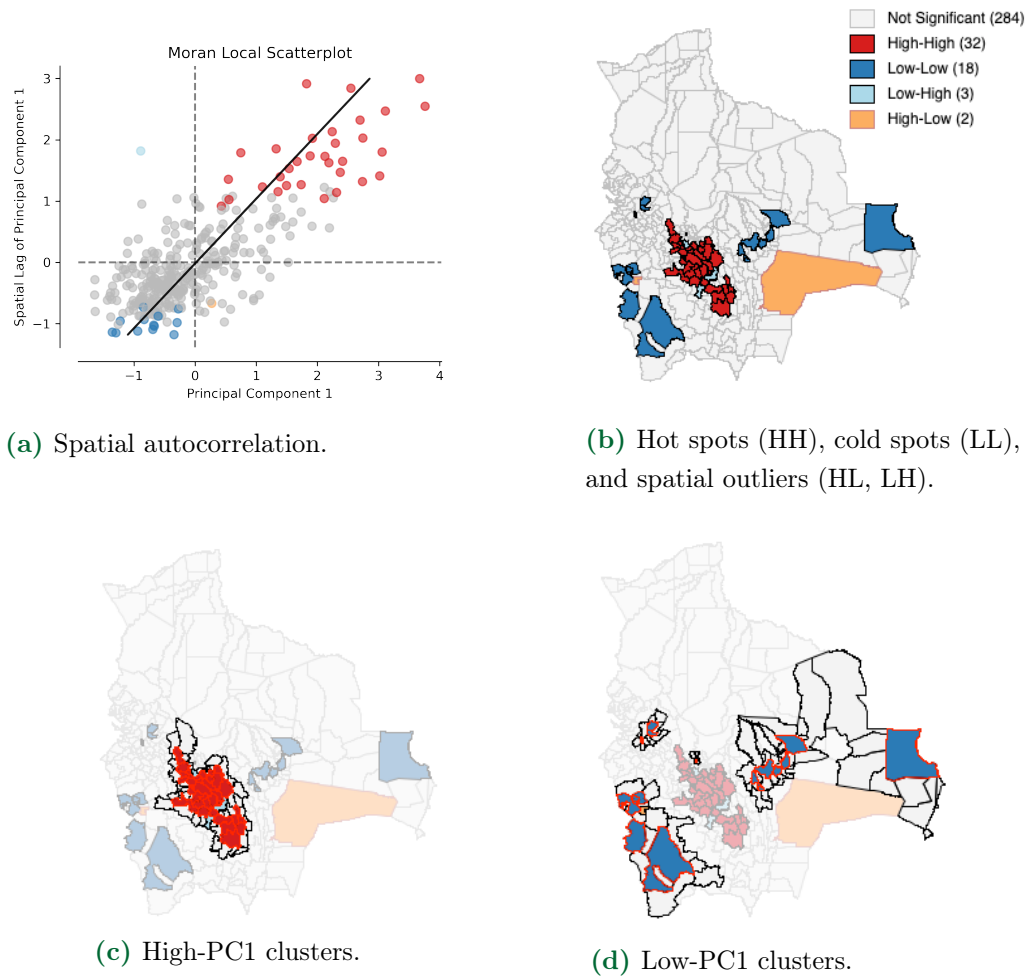 Moran Local Scatterplot
Spatial Lag of Principal Component 1
3
2
1
0
−1
−1
0
1
2
3
4
Principal Component 1
Not Significant (284)
High-High (32)
Low-Low (18)
Low-High (3)
High-Low (2)
(a) Spatial autocorrelation.
(b) Hot spots (HH), cold spots (LL),
and spatial outliers (HL, LH).
(c) High-PC1 clusters.
(d) Low-PC1 clusters.